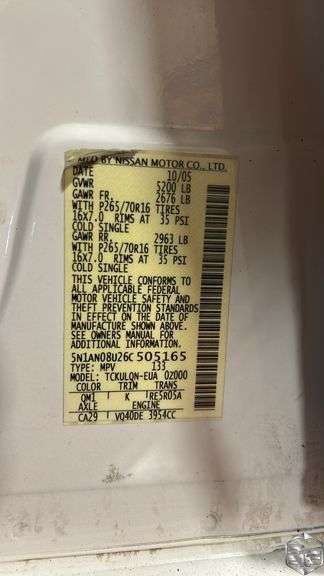 MFD BY NISSAN MOTOR CO., LTD.
DATE 10/05
GVWR 5200 LB
GAWR FR. 2676 LB
WITH P265/70R16 TIRES
16X7.0 RIMS AT 35 PSI
COLD SINGLE
GAWR RR. 2963 LB
WITH P265/70R16 TIRES
16X7.0 RIMS AT 35 PSI
COLD SINGLE
THIS VEHICLE CONFORMS TO
ALL APPLICABLE FEDERAL
MOTOR VEHICLE SAFETY AND
THEFT PREVENTION STANDARDS
IN EFFECT ON THE DATE OF
MANUFACTURE SHOWN ABOVE.
SEE OWNERS MANUAL FOR
ADDITIONAL INFORMATION.
5N1AN08U26C505165
TYPE: MPV 133
MODEL: TCKULQN-EUA 02000
COLOR TRIM TRANS
QM1 K RE5R05A
AXLE ENGINE
CA29 VQ40DE 3954CC